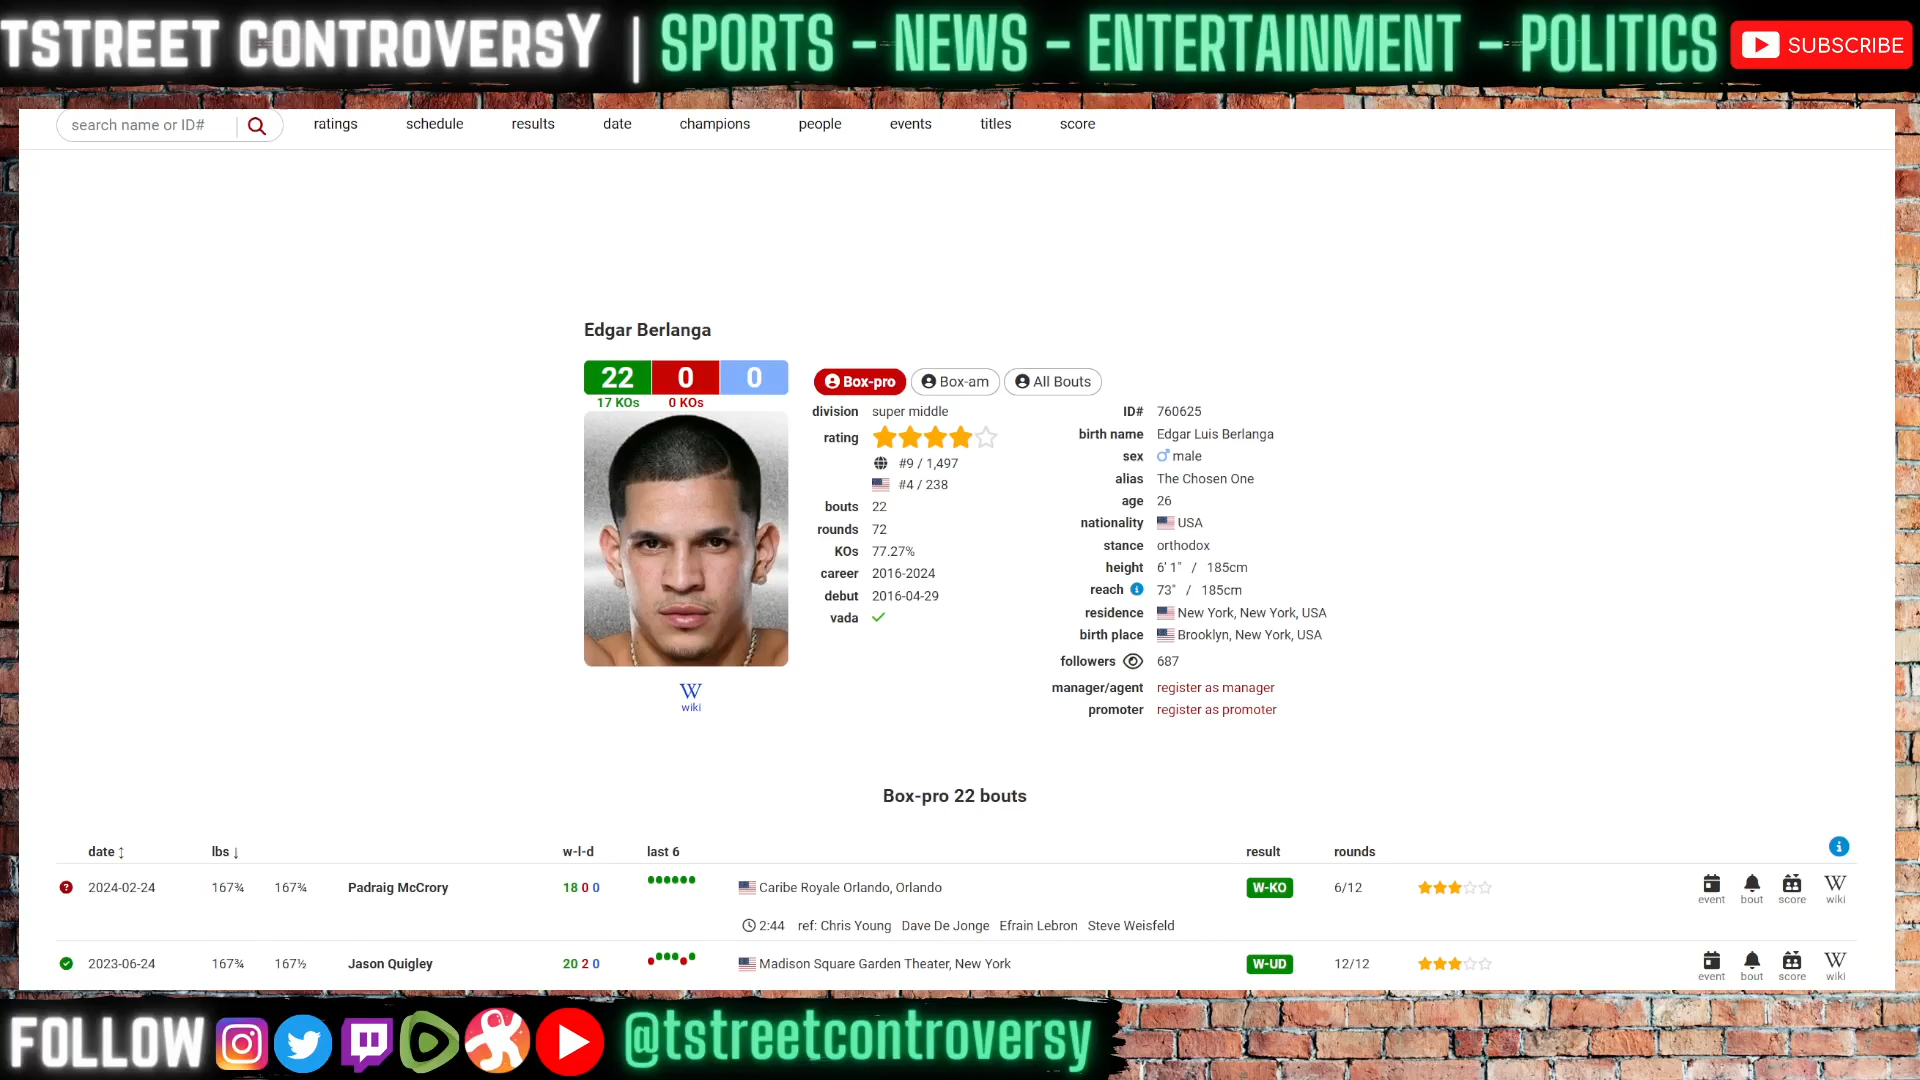 TSTREET CONTROVERSY | SPORTS - NEWS - ENTERTAINMENT - POLITICS SUBSCRIBE
search name or ID# ratings schedule results date champions people events titles score
Edgar Berlanga
22 0 0
17 KOs 0 KOs
Box-pro Box-am All Bouts
division super middle
rating
#9 / 1,497
#4 / 238
bouts 22
rounds 72
KOs 77.27%
career 2016-2024
debut 2016-04-29
vada
ID# 760625
birth name Edgar Luis Berlanga
sex male
alias The Chosen One
age 26
nationality USA
stance orthodox
height 6' 1" / 185cm
reach 73" / 185cm
residence New York, New York, USA
birth place Brooklyn, New York, USA
followers 687
manager/agent register as manager
promoter register as promoter
W
wiki
Box-pro 22 bouts
date lbs w-l-d last 6 result rounds
2024-02-24 167¾ 167¾ Padraig McCrory 18 0 0 Caribe Royale Orlando, Orlando W-KO 6/12 event bout score W wiki
2:44 ref: Chris Young Dave De Jonge Efrain Lebron Steve Weisfeld
2023-06-24 167¾ 167½ Jason Quigley 20 2 0 Madison Square Garden Theater, New York W-UD 12/12 event bout score W wiki
FOLLOW @tstreetcontroversy